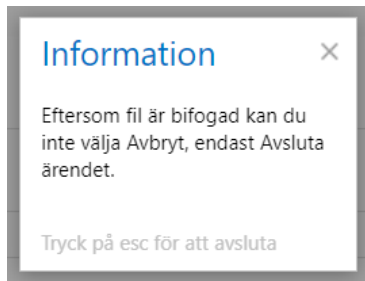 Information
Eftersom fil är bifogad kan du
inte välja Avbryt, endast Avsluta
ärendet.
Tryck på esc för att avsluta